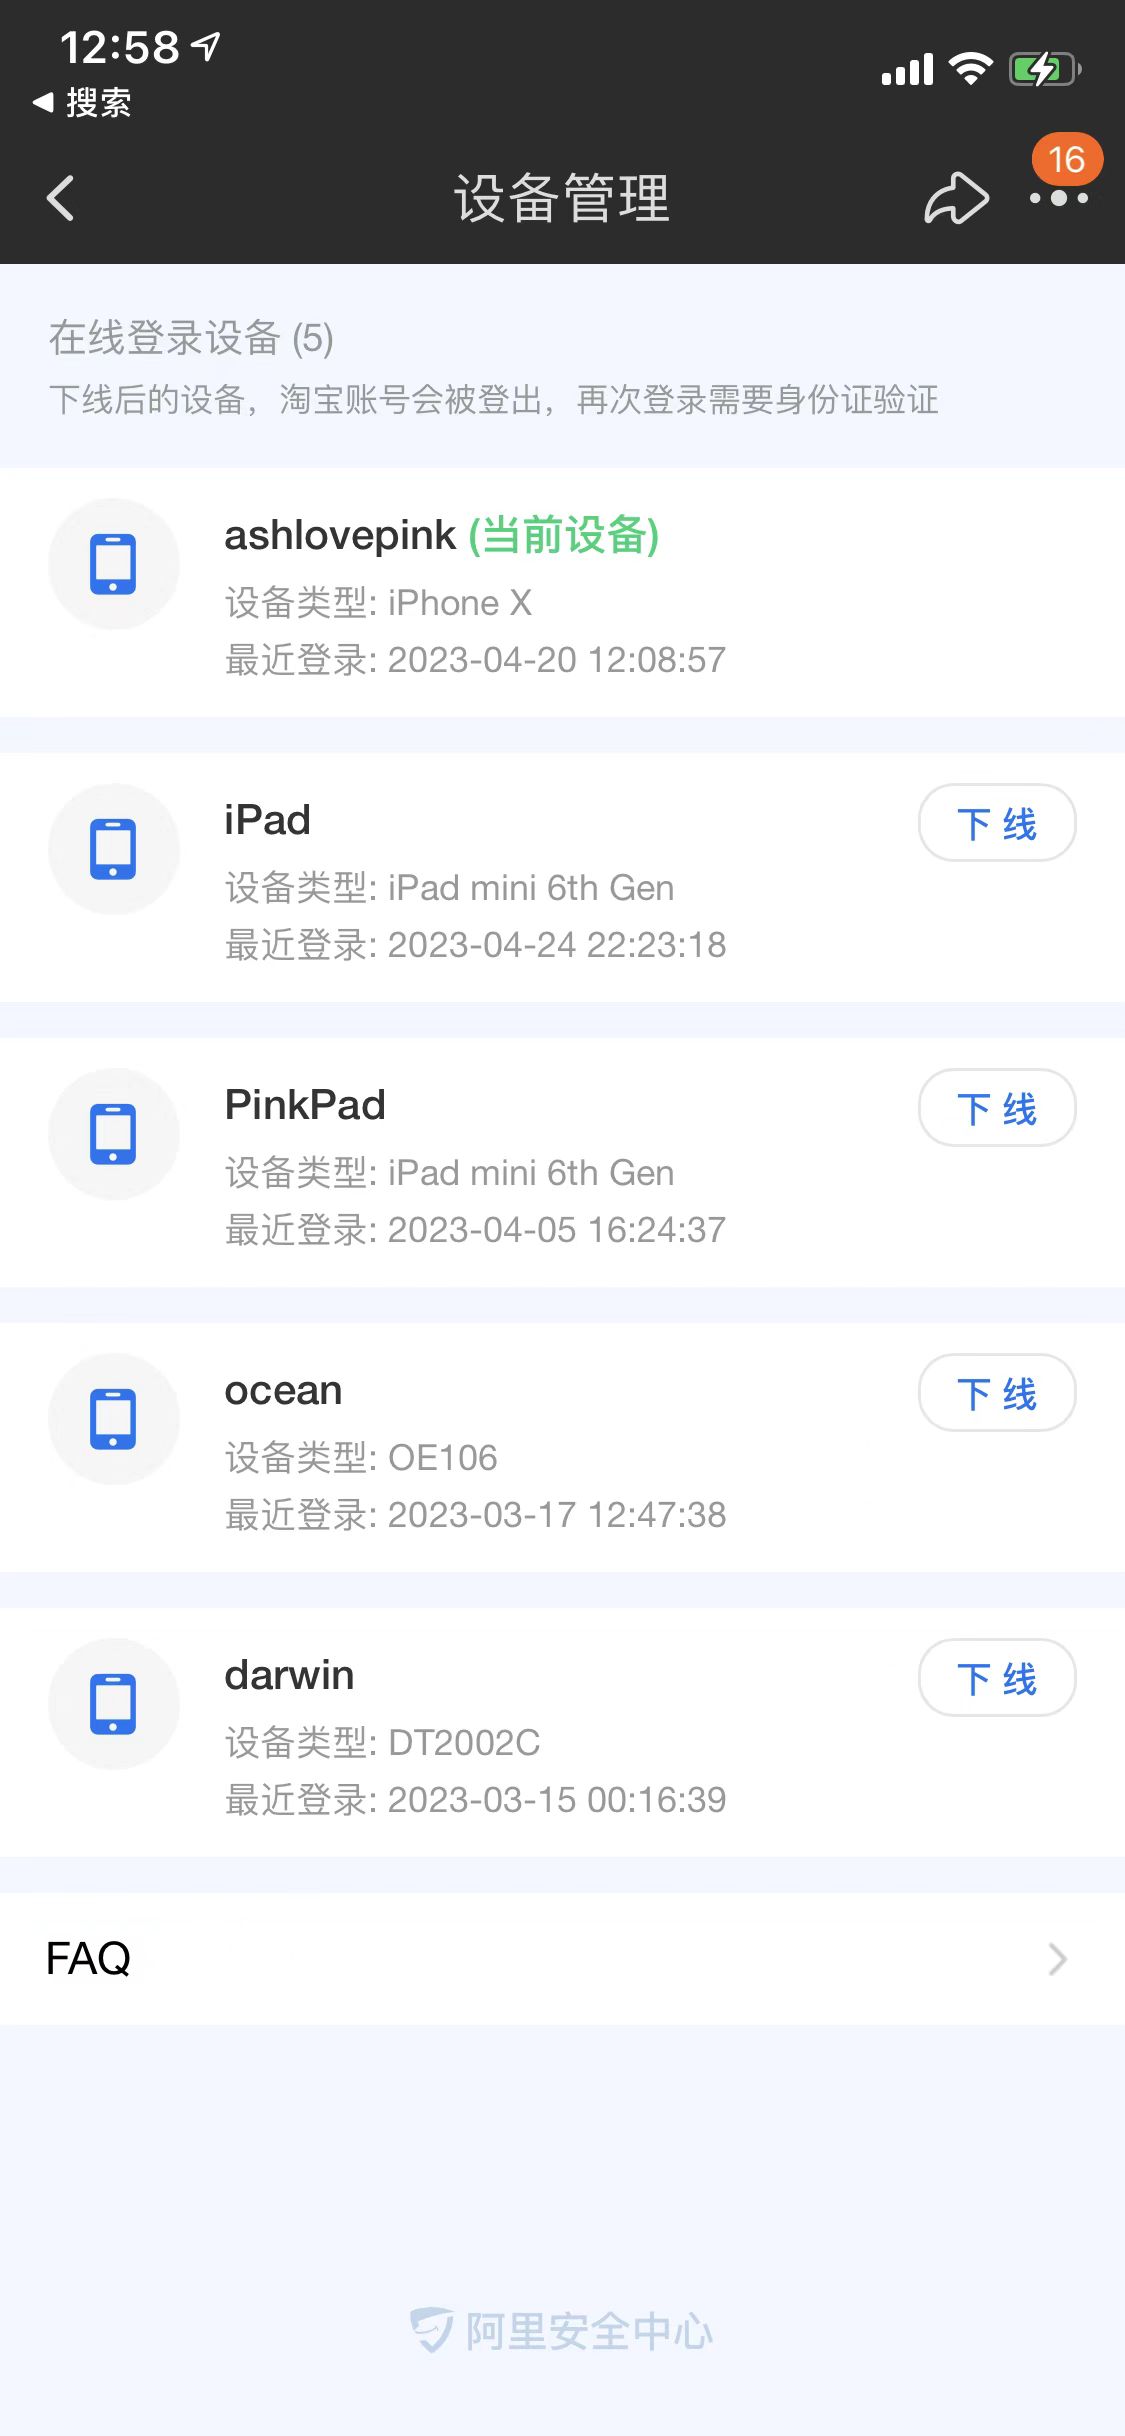 12:58
搜索
设备管理
16
在线登录设备 (5)
下线后的设备，淘宝账号会被登出，再次登录需要身份证验证
ashlovepink (当前设备)
设备类型: iPhone X
最近登录: 2023-04-20 12:08:57
iPad
下线
设备类型: iPad mini 6th Gen
最近登录: 2023-04-24 22:23:18
PinkPad
下线
设备类型: iPad mini 6th Gen
最近登录: 2023-04-05 16:24:37
ocean
下线
设备类型: OE106
最近登录: 2023-03-17 12:47:38
darwin
下线
设备类型: DT2002C
最近登录: 2023-03-15 00:16:39
FAQ
阿里安全中心